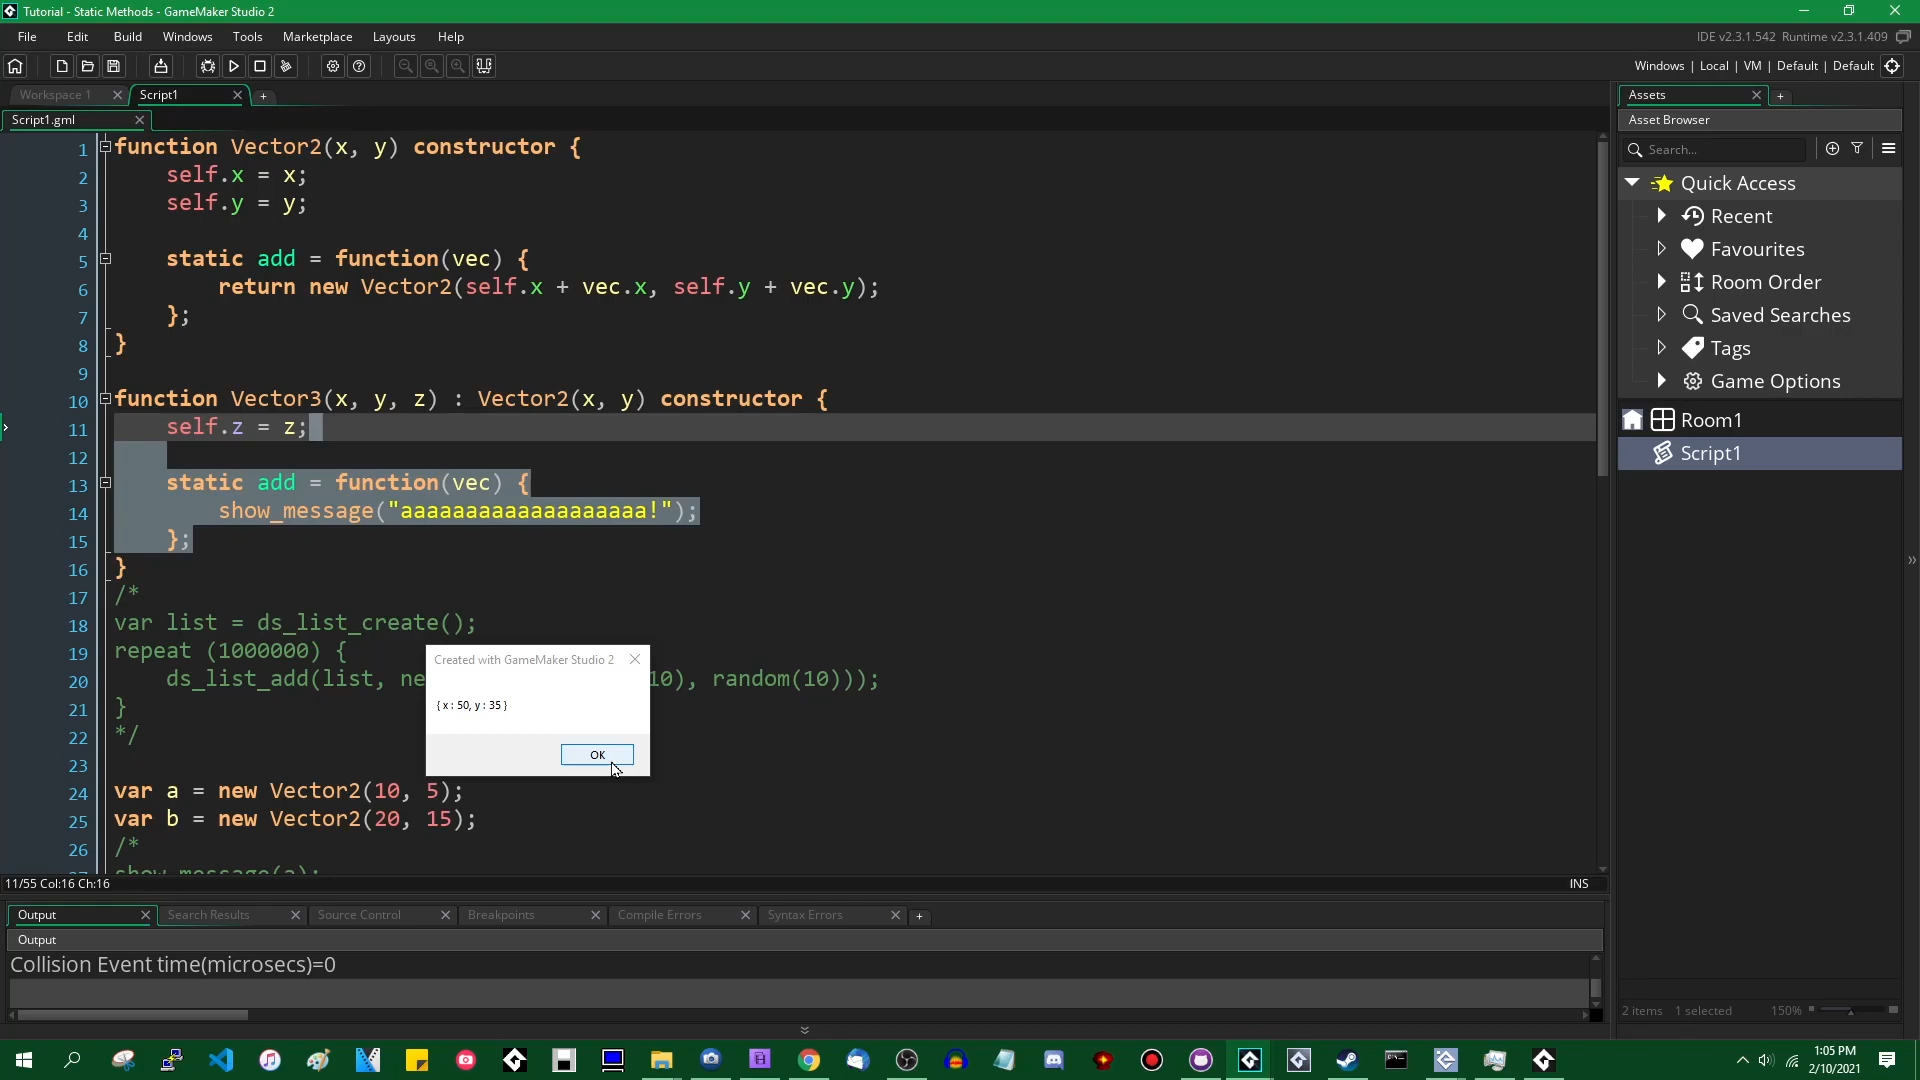 Tutorial - Static Methods - GameMaker Studio 2
File Edit Build Windows Tools Marketplace Layouts Help
IDE v2.3.1.542 Runtime v2.3.1.409
Windows | Local | VM | Default | Default
Workspace 1
Script1
Script1.gml
1 function Vector2(x, y) constructor {
2 self.x = x;
3 self.y = y;
4
5 static add = function(vec) {
6 return new Vector2(self.x + vec.x, self.y + vec.y);
7 };
8 }
9
10 function Vector3(x, y, z) : Vector2(x, y) constructor {
11 self.z = z;
12
13 static add = function(vec) {
14 show_message("aaaaaaaaaaaaaaaaaaa!");
15 };
16 }
17 /*
18 var list = ds_list_create();
19 repeat (1000000) {
20 ds_list_add(list, ne 10), random(10)));
21 }
22 */
23
24 var a = new Vector2(10, 5);
25 var b = new Vector2(20, 15);
26 /*
show_message(a);
Created with GameMaker Studio 2
{ x : 50, y : 35 }
OK
11/55 Col:16 Ch:16
INS
Output
Search Results
Source Control
Breakpoints
Compile Errors
Syntax Errors
Output
Collision Event time(microsecs)=0
Assets
Asset Browser
Search...
Quick Access
Recent
Favourites
Room Order
Saved Searches
Tags
Game Options
Room1
Script1
2 items 1 selected 150%
1:05 PM
2/10/2021